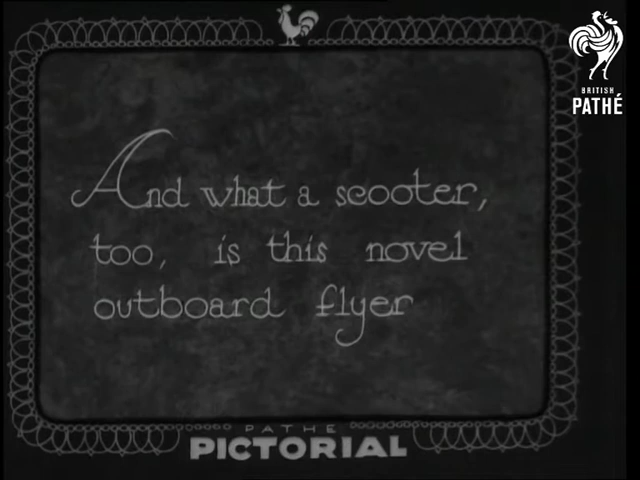 BRITISH
PATHÉ
And what a scooter,
too, is this novel
outboard flyer
PATHE
PICTORIAL